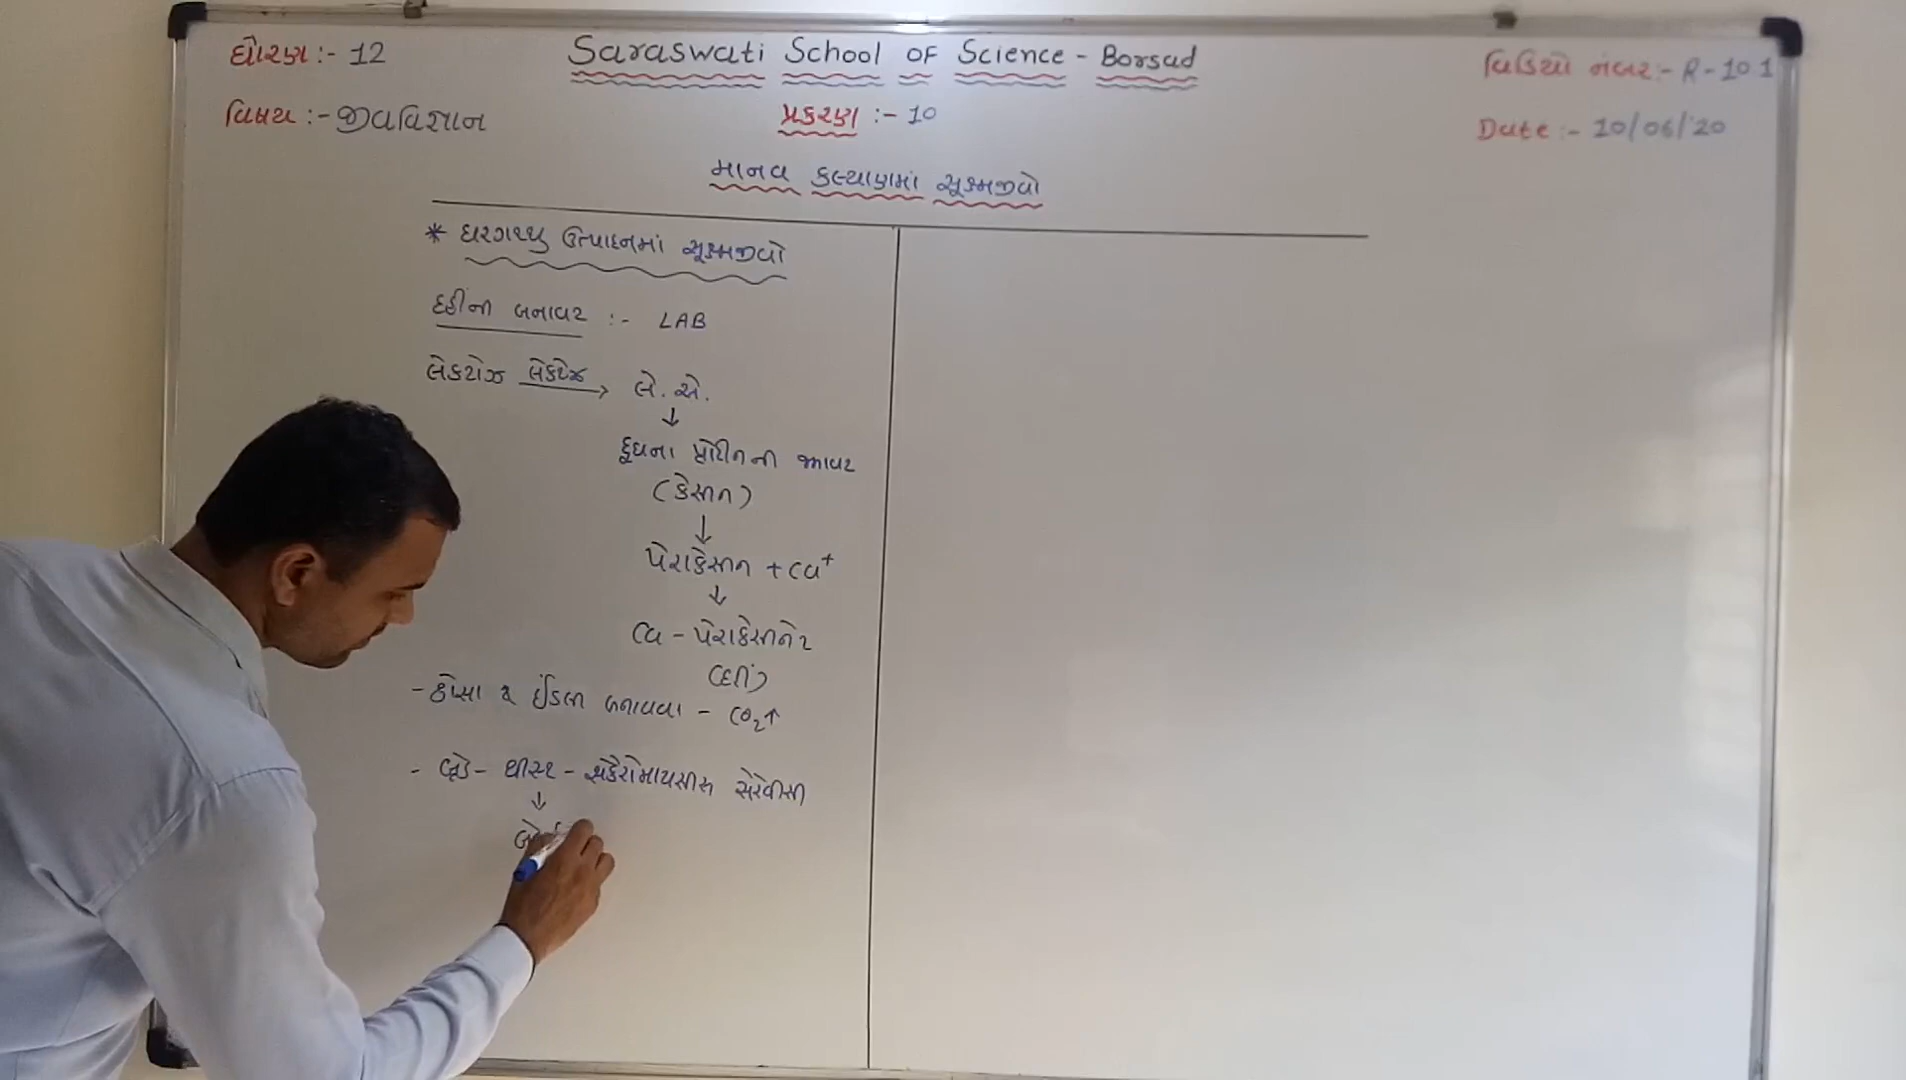 ધોરણ :- 12
Saraswati School of Science - Borsad
વિડિયો નંબર :- R - 101
વિષય :- જીવવિજ્ઞાન
પ્રકરણ :- 10
Date :- 10/06/20
માનવ કલ્યાણમાં સૂક્ષ્મજીવો
* ઘરગથ્થુ ઉત્પાદનમાં સૂક્ષ્મજીવો
દહીંની બનાવટ :- LAB
લેક્ટોઝ લેક્ટેઝ → લે. એ.
↓
દૂધના પ્રોટીનની જમાવટ
(કેસીન)
↓
પેરાકેસીન + Ca⁺
↓
Ca - પેરાકેસીનેટ
(દહીં)
- ઢોસા & ઈડલી બનાવવા - CO₂↑
- બ્રેડ - યીસ્ટ - સેકેરોમાયસીસ સેરેવીસી
↓